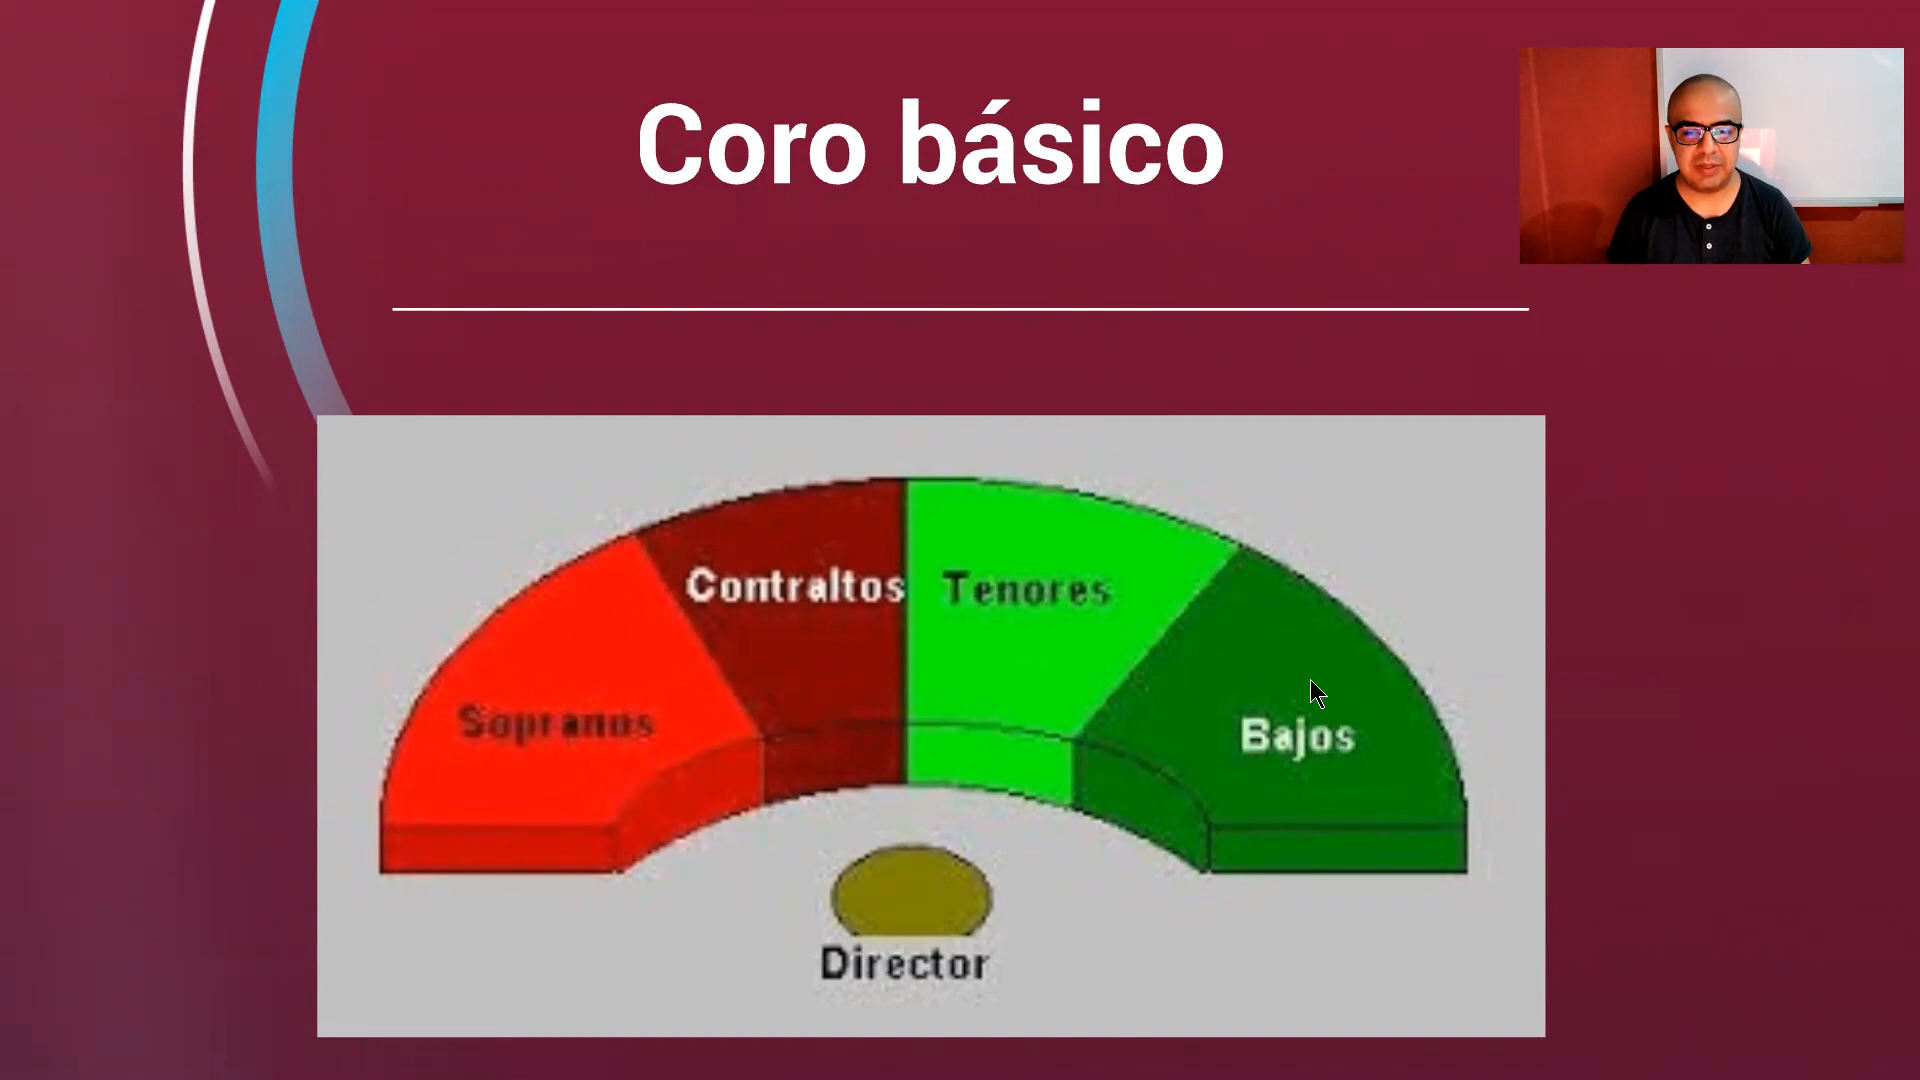 Coro básico
Contraltos
Tenores
Sopranos
Bajos
Director